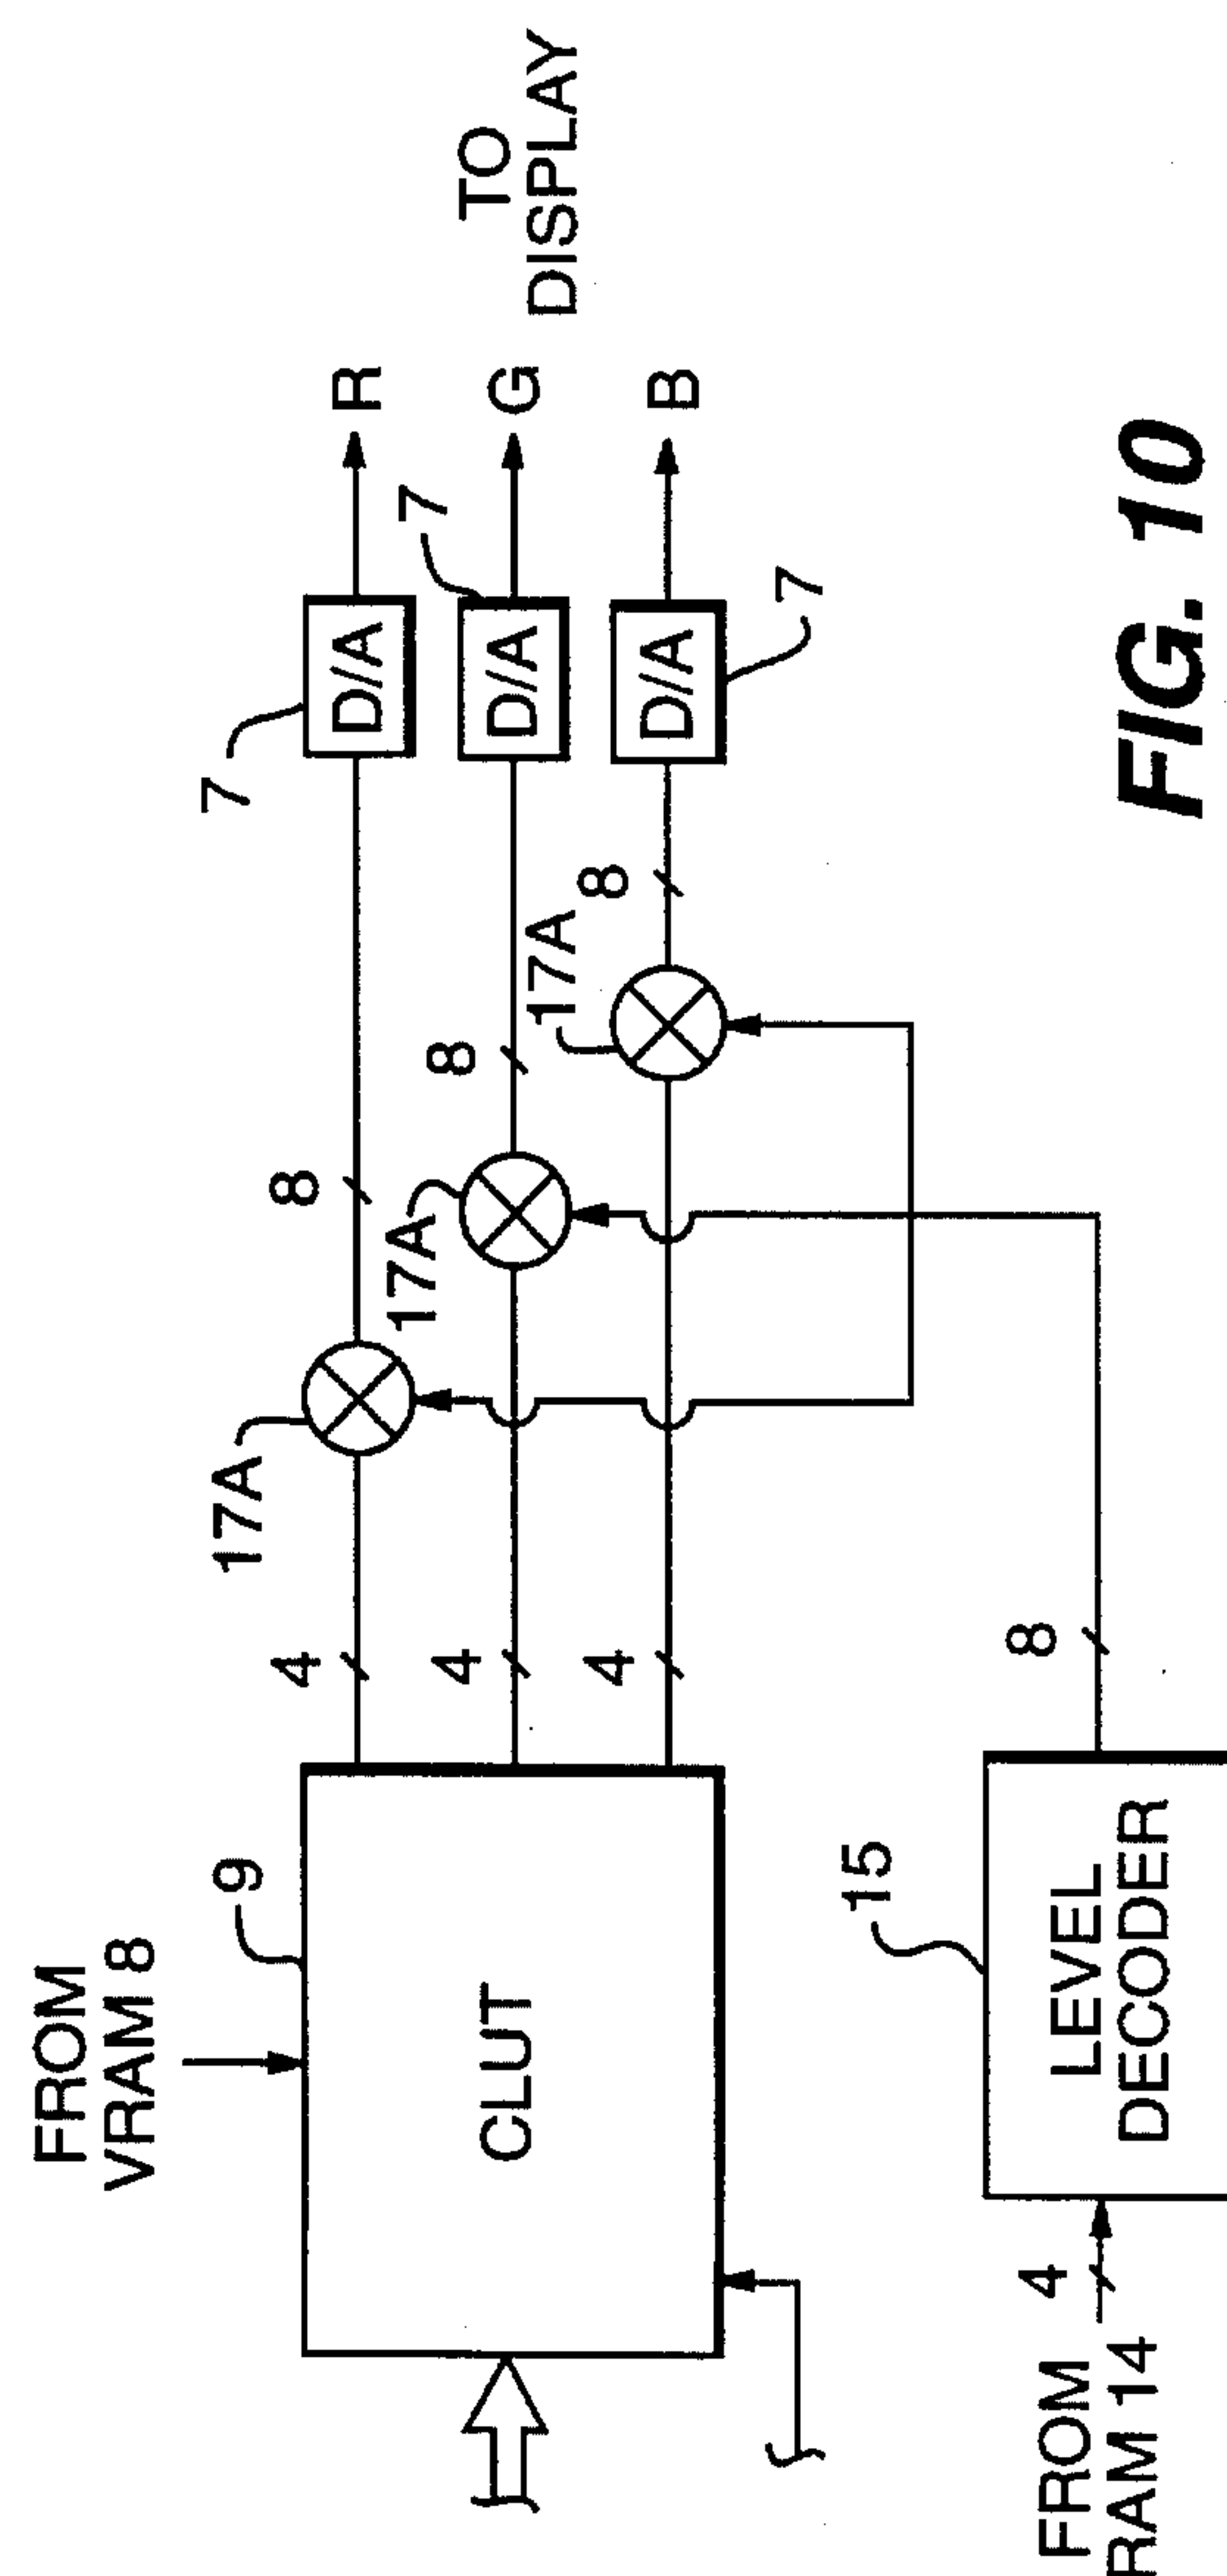 FROM
VRAM 8
9
CLUT
4
4
4
17A
17A
17A
8
8
8
7
7
7
D/A
D/A
D/A
R
G
B
TO
DISPLAY
15
LEVEL
DECODER
8
4
FROM
RAM 14
FIG. 10